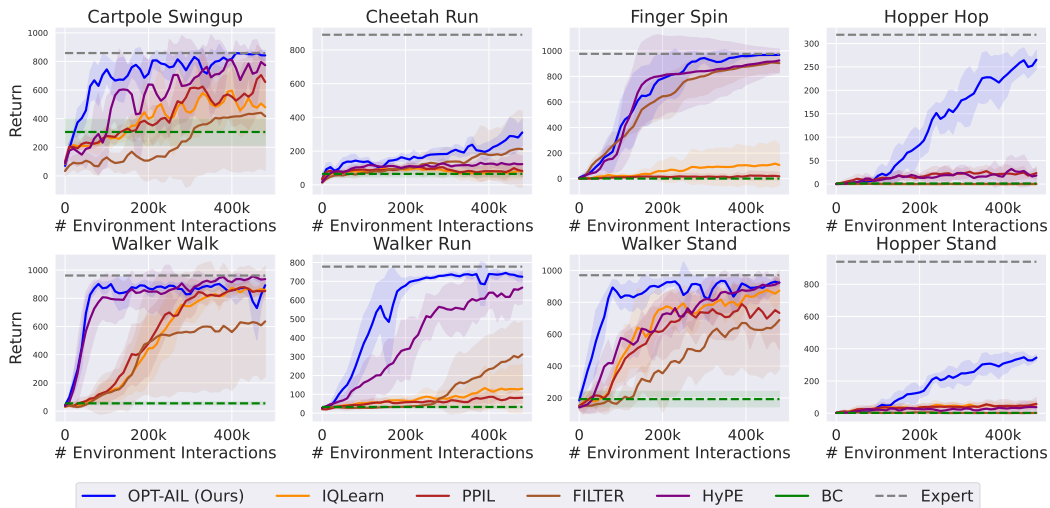 Cartpole Swingup Cheetah Run Finger Spin Hopper Hop
Return
1000
800
600
400
200
0
0 200k 400k
# Environment Interactions
800
600
400
200
0
0 200k 400k
# Environment Interactions
1000
800
600
400
200
0
0 200k 400k
# Environment Interactions
300
250
200
150
100
50
0
0 200k 400k
# Environment Interactions
Walker Walk Walker Run Walker Stand Hopper Stand
Return
1000
800
600
400
200
0
0 200k 400k
# Environment Interactions
800
700
600
500
400
300
200
100
0
0 200k 400k
# Environment Interactions
1000
800
600
400
200
0 200k 400k
# Environment Interactions
800
600
400
200
0
0 200k 400k
# Environment Interactions
OPT-AIL (Ours) IQLearn PPIL FILTER HyPE BC Expert